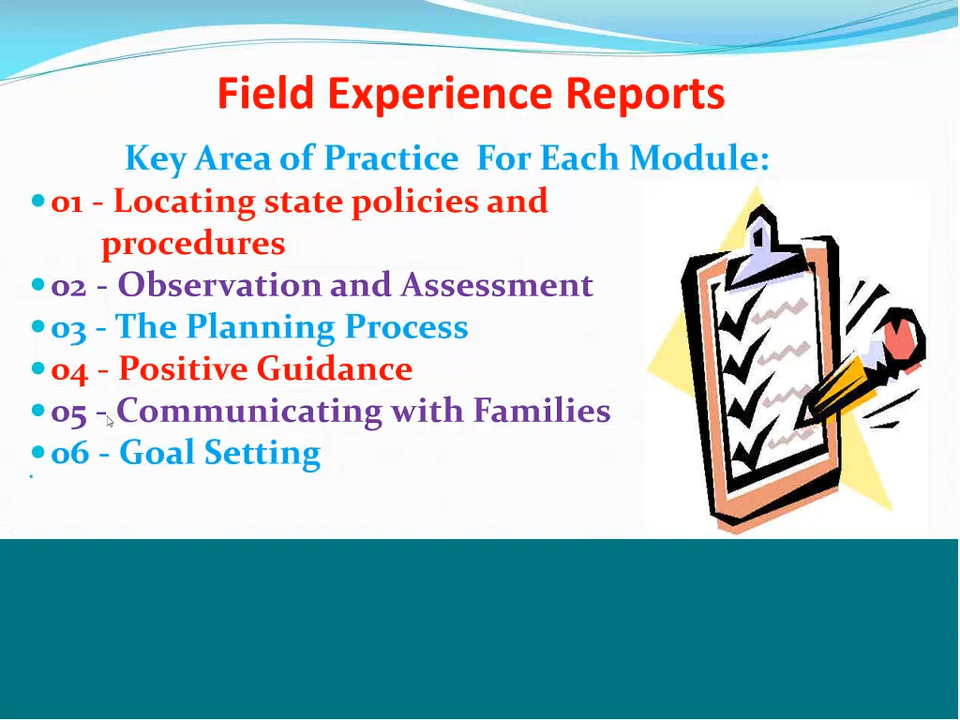 Field Experience Reports
Key Area of Practice For Each Module:
01 - Locating state policies and
procedures
02 - Observation and Assessment
03 - The Planning Process
04 - Positive Guidance
05 - Communicating with Families
06 - Goal Setting